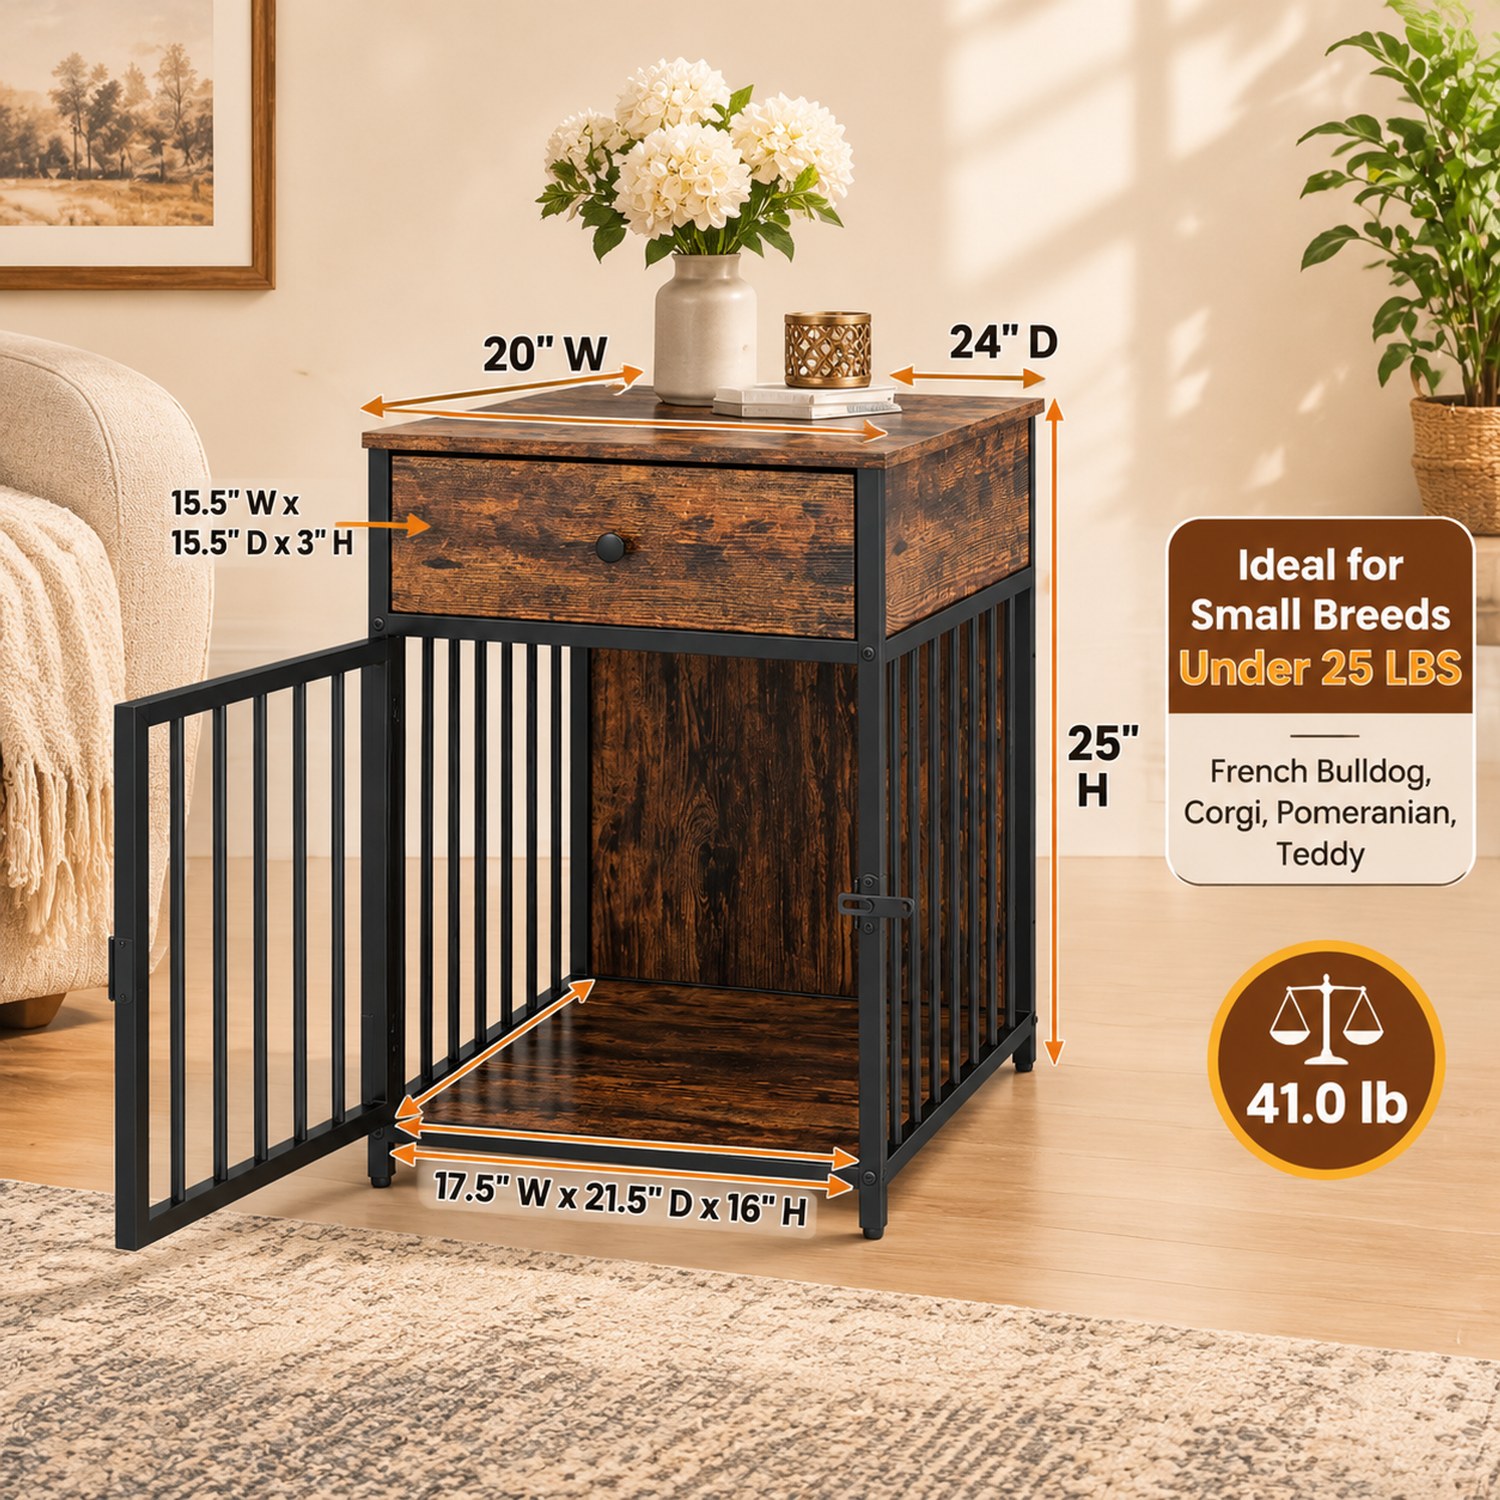 20" W
24" D
15.5" W x
15.5" D x 3" H
Ideal for
Small Breeds
Under 25 LBS
25"
H
French Bulldog,
Corgi, Pomeranian,
Teddy
41.0 lb
17.5" W x 21.5" D x 16" H